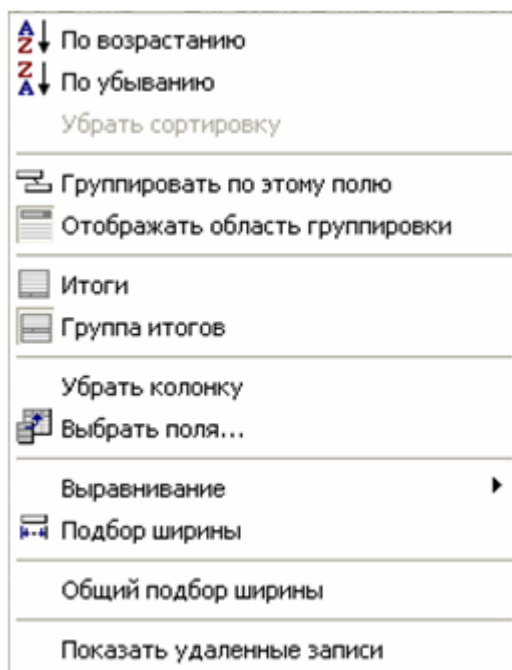 По возрастанию
По убыванию
Убрать сортировку
Группировать по этому полю
Отображать область группировки
Итоги
Группа итогов
Убрать колонку
Выбрать поля...
Выравнивание
Подбор ширины
Общий подбор ширины
Показать удаленные записи